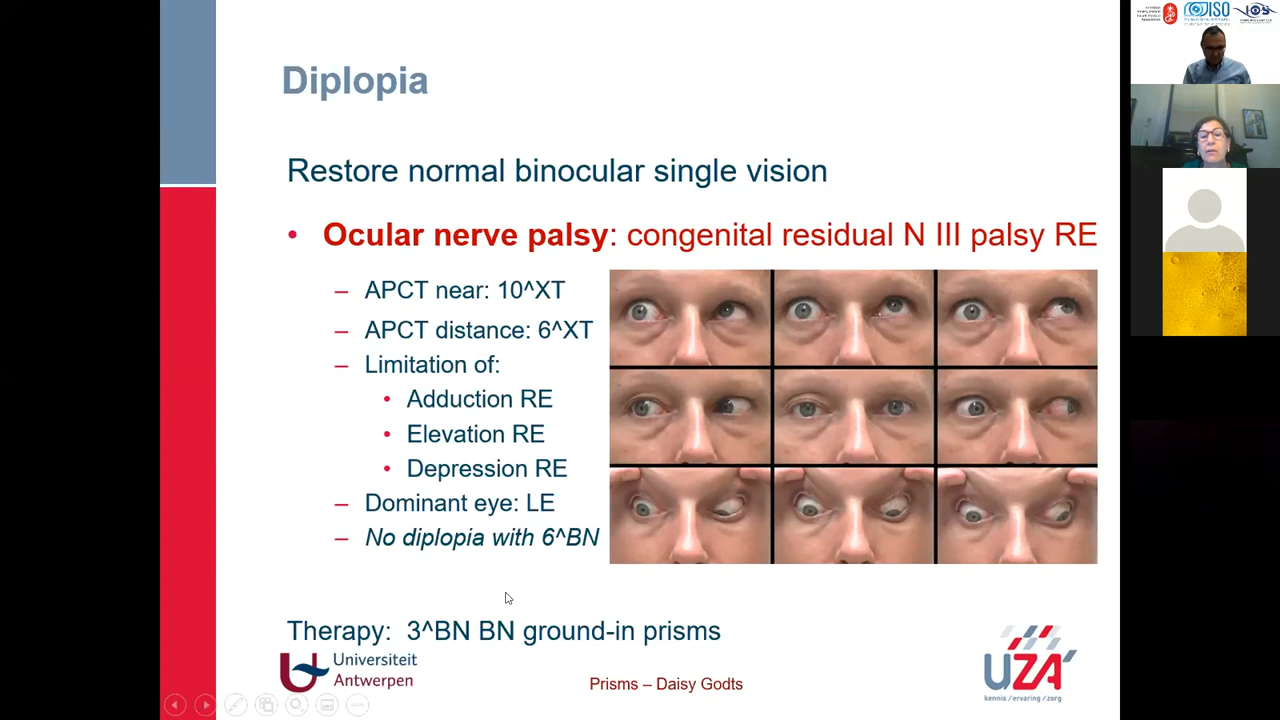 Diplopia
Restore normal binocular single vision
• Ocular nerve palsy: congenital residual N III palsy RE
– APCT near: 10^XT
– APCT distance: 6^XT
– Limitation of:
• Adduction RE
• Elevation RE
• Depression RE
– Dominant eye: LE
– No diplopia with 6^BN
Therapy: 3^BN BN ground-in prisms
Universiteit
Antwerpen
Prisms – Daisy Godts
UZA
kennis / ervaring / zorg
ISO
IOS